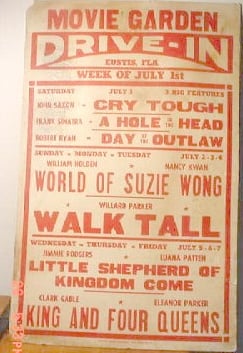 MOVIE GARDEN
DRIVE-IN
EUSTIS, FLA
WEEK OF JULY 1st
SATURDAY JULY 1 3 BIG FEATURES
JOHN SAXON - CRY TOUGH
FRANK SINATRA - A HOLE IN THE HEAD
ROBERT RYAN - DAY OF THE OUTLAW
SUNDAY - MONDAY - TUESDAY JULY 2-3-4
WILLIAM HOLDEN NANCY KWAN
WORLD OF SUZIE WONG
WILLARD PARKER
WALK TALL
WEDNESDAY - THURSDAY - FRIDAY JULY 5-6-7
JIMMIE RODGERS LUANA PATTEN
LITTLE SHEPHERD OF
KINGDOM COME
CLARK GABLE ELEANOR PARKER
KING AND FOUR QUEENS